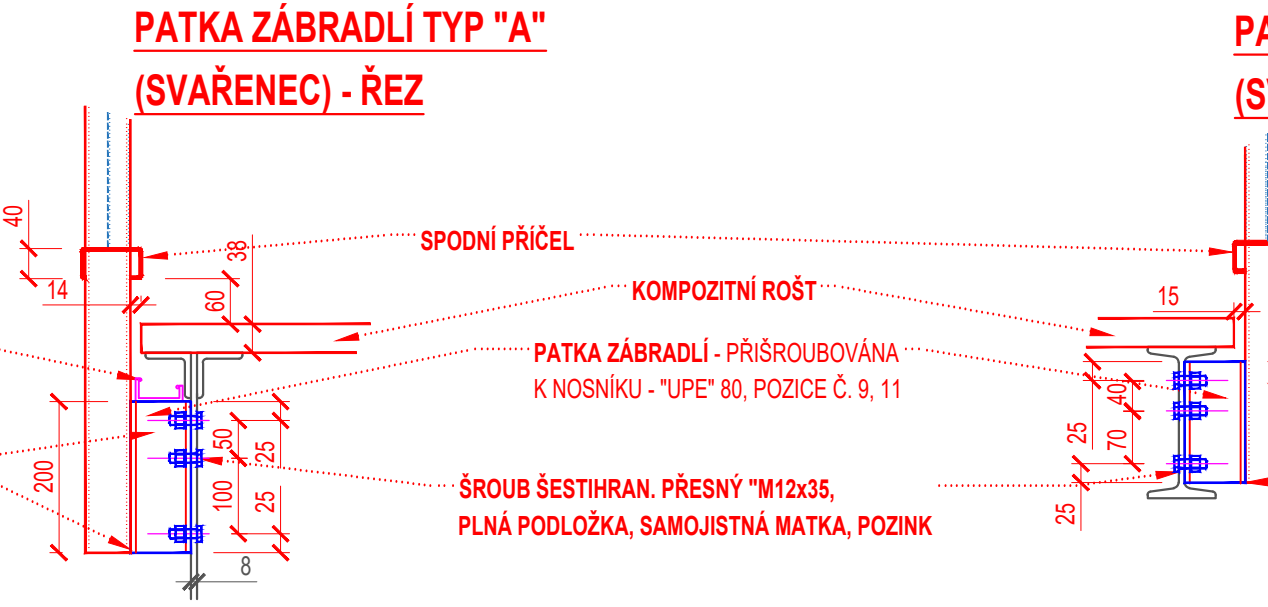 PATKA ZÁBRADLÍ TYP "A"
(SVAŘENEC) - ŘEZ
PA
(S
40
38
SPODNÍ PŘÍČEL
14
60
KOMPOZITNÍ ROŠT
15
PATKA ZÁBRADLÍ - PŘIŠROUBOVÁNA
K NOSNÍKU - "UPE" 80, POZICE Č. 9, 11
40
50
25
25
70
200
100
25
ŠROUB ŠESTIHRAN. PŘESNÝ "M12x35,
PLNÁ PODLOŽKA, SAMOJISTNÁ MATKA, POZINK
25
8